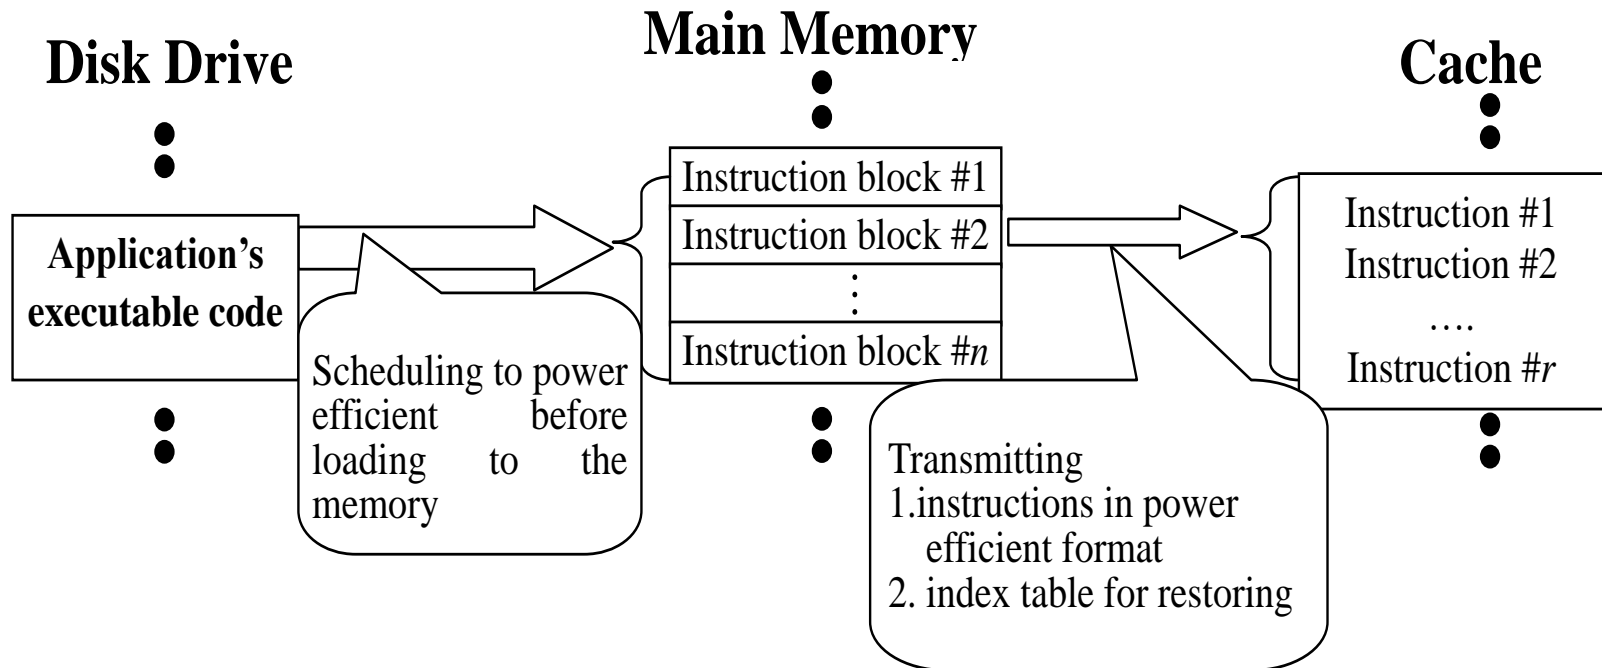 Disk Drive
Main Memory
Cache
Application’s
executable code
Scheduling to power
efficient before
loading to the
memory
Instruction block #1
Instruction block #2
⋮
Instruction block #n
Transmitting
1.instructions in power
efficient format
2. index table for restoring
Instruction #1
Instruction #2
….
Instruction #r